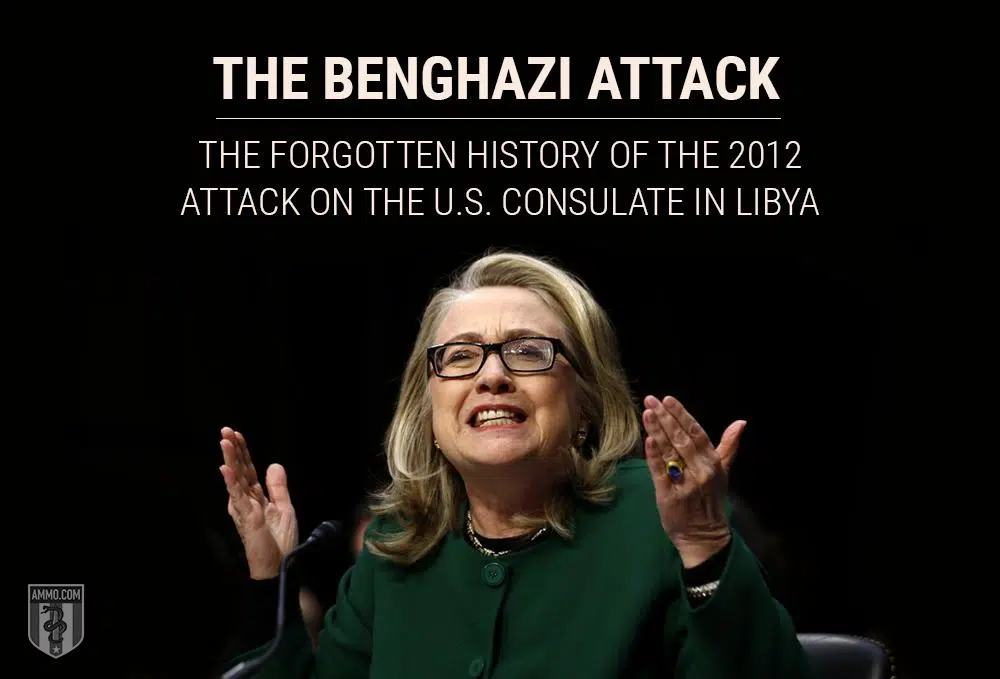 THE BENGHAZI ATTACK
THE FORGOTTEN HISTORY OF THE 2012
ATTACK ON THE U.S. CONSULATE IN LIBYA
AMMO.COM